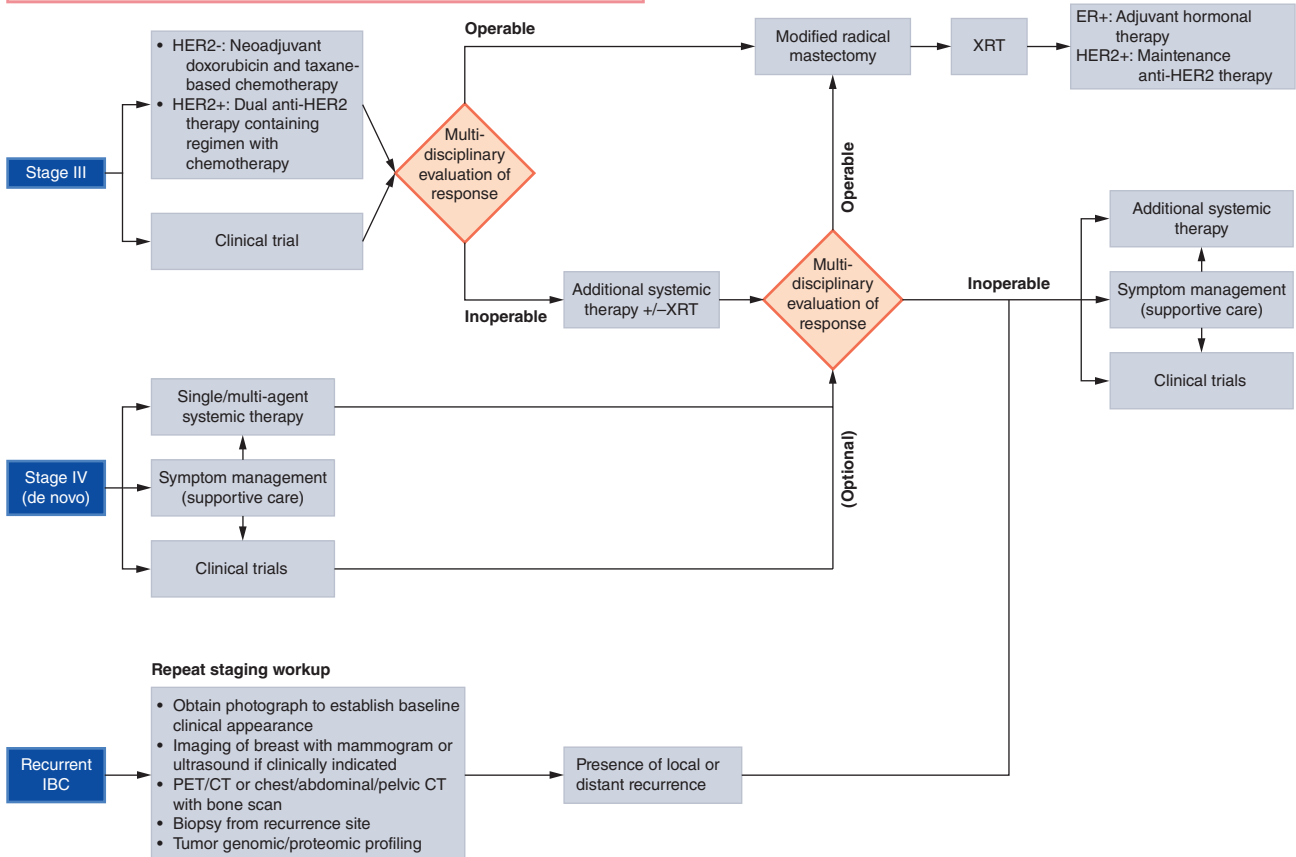 Stage III
• HER2-: Neoadjuvant
doxorubicin and taxane-
based chemotherapy
• HER2+: Dual anti-HER2
therapy containing
regimen with
chemotherapy
Clinical trial
Multi-
disciplinary
evaluation of
response
Operable
Modified radical
mastectomy
XRT
ER+: Adjuvant hormonal
therapy
HER2+: Maintenance
anti-HER2 therapy
Inoperable
Additional systemic
therapy +/–XRT
Multi-
disciplinary
evaluation of
response
Operable
Inoperable
Additional systemic
therapy
Symptom management
(supportive care)
Clinical trials
Stage IV
(de novo)
Single/multi-agent
systemic therapy
Symptom management
(supportive care)
Clinical trials
(Optional)
Recurrent
IBC
Repeat staging workup
• Obtain photograph to establish baseline
clinical appearance
• Imaging of breast with mammogram or
ultrasound if clinically indicated
• PET/CT or chest/abdominal/pelvic CT
with bone scan
• Biopsy from recurrence site
• Tumor genomic/proteomic profiling
Presence of local or
distant recurrence